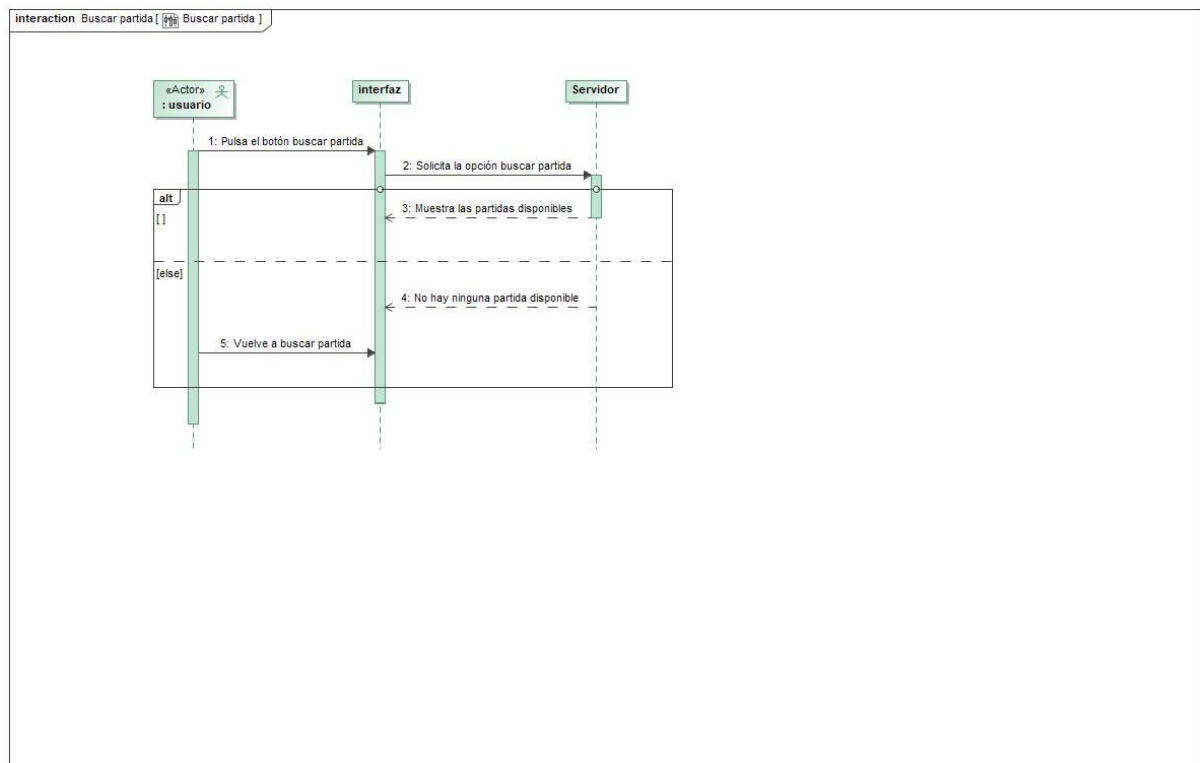 interaction Buscar partida [ Buscar partida ]
«Actor»
: usuario
interfaz
Servidor
1: Pulsa el botón buscar partida
2: Solicita la opción buscar partida
alt
3: Muestra las partidas disponibles
[ ]
[else]
4: No hay ninguna partida disponible
5: Vuelve a buscar partida